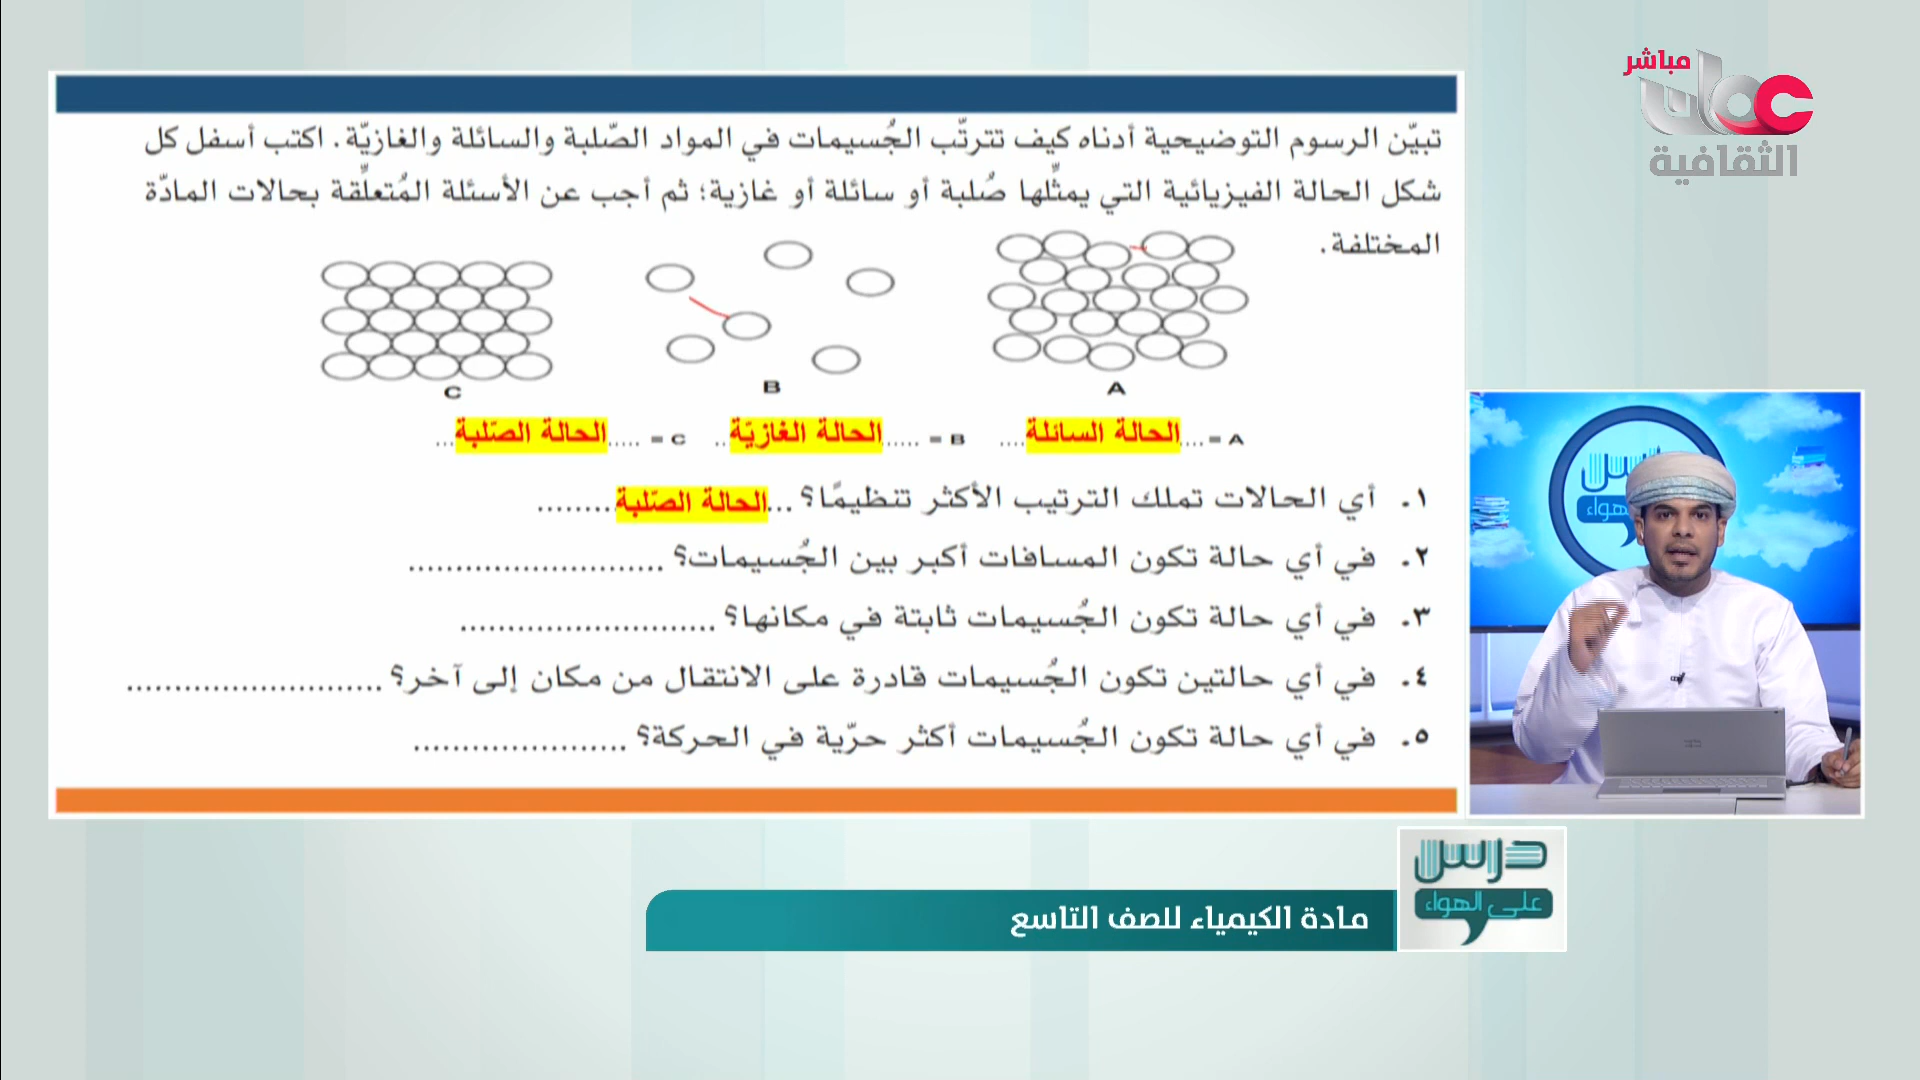 مباشر
عمان
الثقافية
تبيّن الرسوم التوضيحية أدناه كيف تترتّب الجُسيمات في المواد الصّلبة والسائلة والغازيّة. اكتب أسفل كل
شكل الحالة الفيزيائية التي يمثِّلها صُلبة أو سائلة أو غازية؛ ثم أجب عن الأسئلة المُتعلِّقة بحالات المادّة
المختلفة.
A
B
C
A = ....الحالة السائلة....
B = ......الحالة الغازيّة..
C = .....الحالة الصّلبة...
١. أي الحالات تملك الترتيب الأكثر تنظيمًا؟ ...الحالة الصّلبة.........
٢. في أي حالة تكون المسافات أكبر بين الجُسيمات؟ ...........................
٣. في أي حالة تكون الجُسيمات ثابتة في مكانها؟ ...........................
٤. في أي حالتين تكون الجُسيمات قادرة على الانتقال من مكان إلى آخر؟ ...........................
٥. في أي حالة تكون الجُسيمات أكثر حرّية في الحركة؟ ......................
درس
على الهواء
مادة الكيمياء للصف التاسع